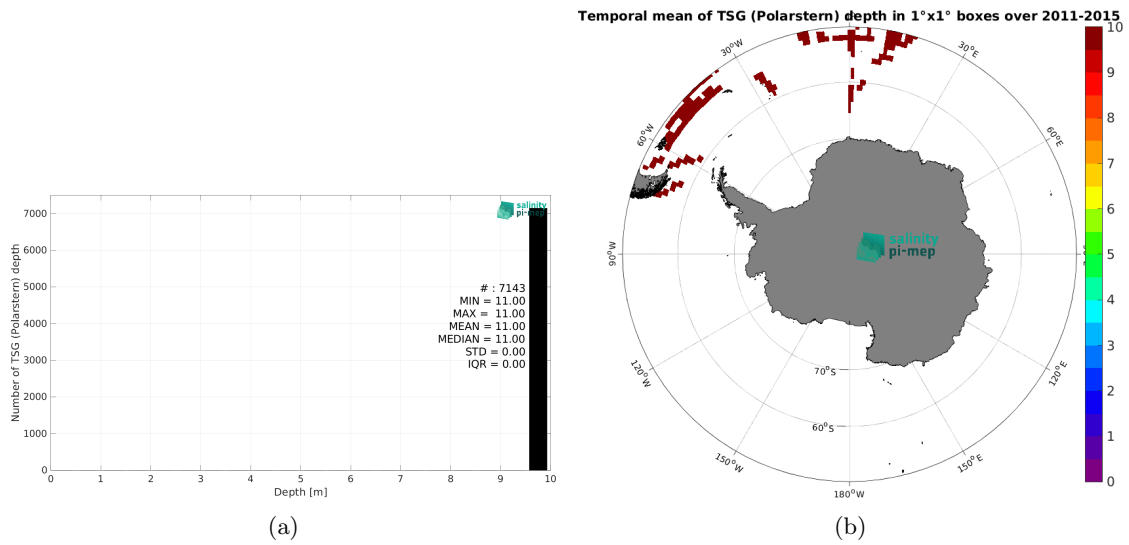 Temporal mean of TSG (Polarstern) depth in 1°x1° boxes over 2011-2015
Number of TSG (Polarstern) depth
7000
6000
5000
4000
3000
2000
1000
0
salinity
pi-mep
# : 7143
MIN = 11.00
MAX = 11.00
MEAN = 11.00
MEDIAN = 11.00
STD = 0.00
IQR = 0.00
0 1 2 3 4 5 6 7 8 9 10
Depth [m]
(a)
30°W
30°E
60°W
60°E
90°W
120°W
120°E
150°W
150°E
180°W
70°S
60°S
salinity
pi-mep
10
9
8
7
6
5
4
3
2
1
0
(b)